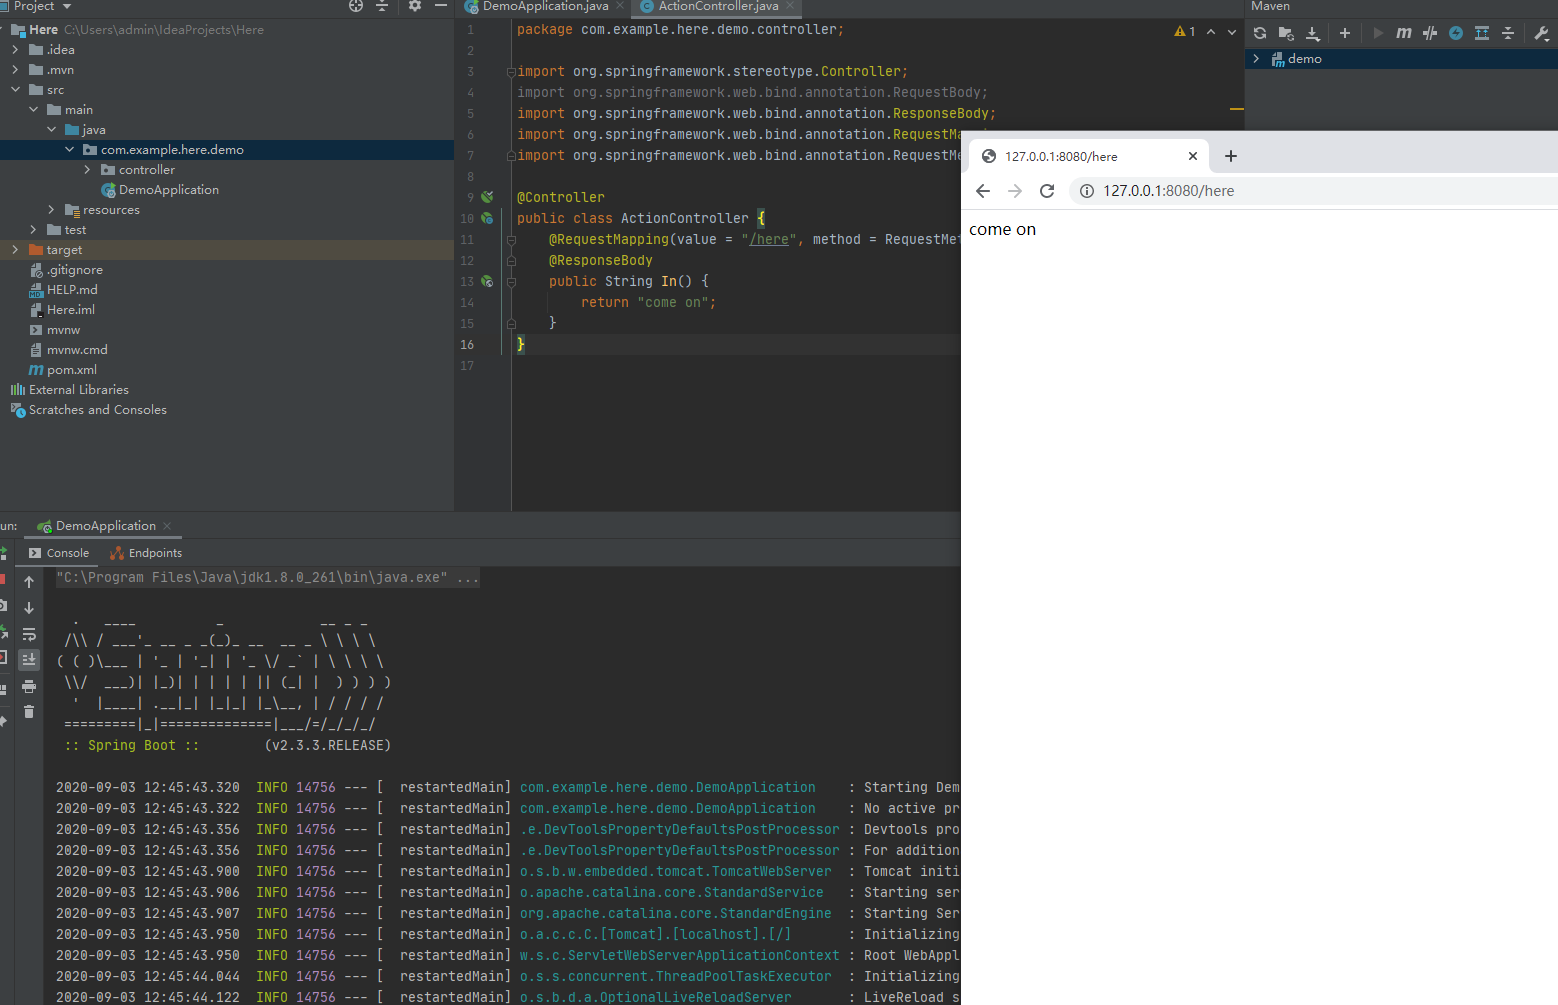 Project
Here C:\Users\admin\IdeaProjects\Here
.idea
.mvn
src
main
java
com.example.here.demo
controller
DemoApplication
resources
test
target
.gitignore
HELP.md
Here.iml
mvnw
mvnw.cmd
pom.xml
External Libraries
Scratches and Consoles
DemoApplication.java
ActionController.java
1 package com.example.here.demo.controller;
2
3 import org.springframework.stereotype.Controller;
4 import org.springframework.web.bind.annotation.RequestBody;
5 import org.springframework.web.bind.annotation.ResponseBody;
6 import org.springframework.web.bind.annotation.RequestMa
7 import org.springframework.web.bind.annotation.RequestMe
8
9 @Controller
10 public class ActionController {
11 @RequestMapping(value = "/here", method = RequestMet
12 @ResponseBody
13 public String In() {
14 return "come on";
15 }
16 }
17
1
Maven
demo
127.0.0.1:8080/here
127.0.0.1:8080/here
come on
un:
DemoApplication
Console
Endpoints
"C:\Program Files\Java\jdk1.8.0_261\bin\java.exe" ...
  .   ____          _            __ _ _
 /\\ / ___'_ __ _ _(_)_ __  __ _ \ \ \ \
( ( )\___ | '_ | '_| | '_ \/ _` | \ \ \ \
 \\/  ___)| |_)| | | | | || (_| |  ) ) ) )
  '  |____| .__|_| |_|_| |_\__, | / / / /
 =========|_|==============|___/=/_/_/_/
 :: Spring Boot ::        (v2.3.3.RELEASE)
2020-09-03 12:45:43.320  INFO 14756 --- [  restartedMain] com.example.here.demo.DemoApplication    : Starting Dem
2020-09-03 12:45:43.322  INFO 14756 --- [  restartedMain] com.example.here.demo.DemoApplication    : No active pr
2020-09-03 12:45:43.356  INFO 14756 --- [  restartedMain] .e.DevToolsPropertyDefaultsPostProcessor : Devtools pro
2020-09-03 12:45:43.356  INFO 14756 --- [  restartedMain] .e.DevToolsPropertyDefaultsPostProcessor : For addition
2020-09-03 12:45:43.900  INFO 14756 --- [  restartedMain] o.s.b.w.embedded.tomcat.TomcatWebServer  : Tomcat initi
2020-09-03 12:45:43.906  INFO 14756 --- [  restartedMain] o.apache.catalina.core.StandardService   : Starting ser
2020-09-03 12:45:43.907  INFO 14756 --- [  restartedMain] org.apache.catalina.core.StandardEngine  : Starting Ser
2020-09-03 12:45:43.950  INFO 14756 --- [  restartedMain] o.a.c.c.C.[Tomcat].[localhost].[/]       : Initializing
2020-09-03 12:45:43.950  INFO 14756 --- [  restartedMain] w.s.c.ServletWebServerApplicationContext : Root WebAppl
2020-09-03 12:45:44.044  INFO 14756 --- [  restartedMain] o.s.s.concurrent.ThreadPoolTaskExecutor  : Initializing
2020-09-03 12:45:44.122  INFO 14756 --- [  restartedMain] o.s.b.d.a.OptionalLiveReloadServer       : LiveReload s